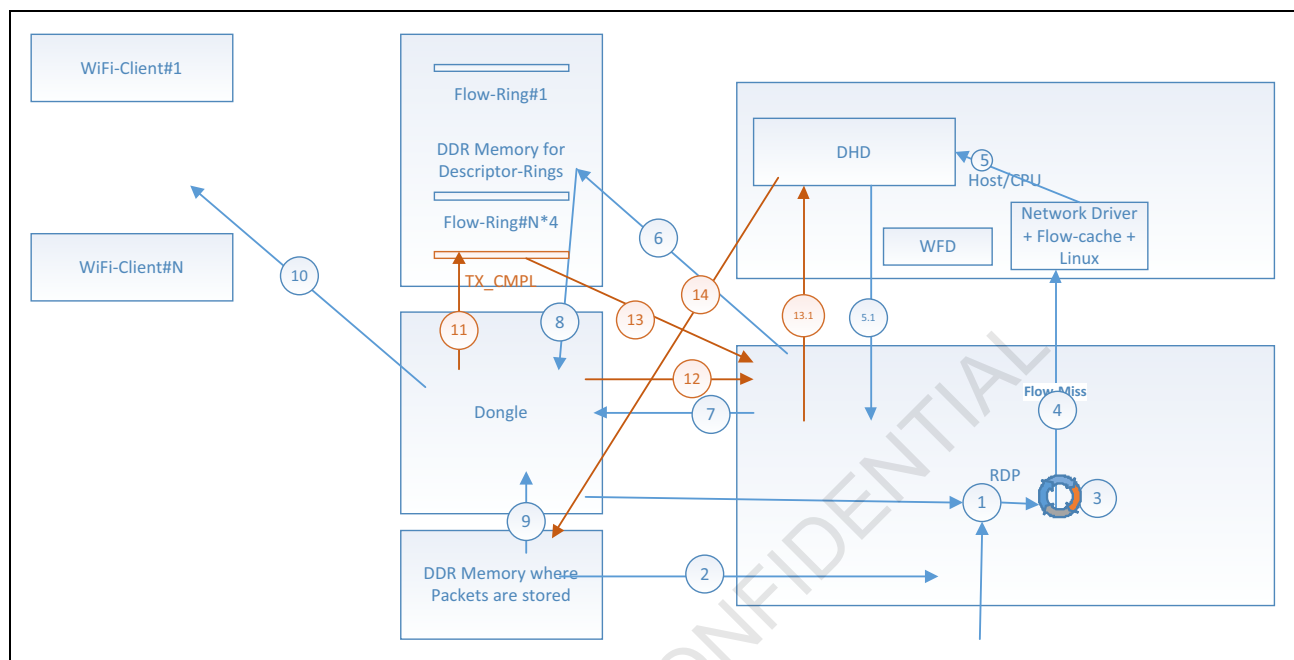 WiFi-Client#1
WiFi-Client#N
Flow-Ring#1
DDR Memory for
Descriptor-Rings
Flow-Ring#N*4
TX_CMPL
DHD
5
Host/CPU
Network Driver
+ Flow-cache +
Linux
WFD
6
10
8
11
13
14
13.1
5.1
12
7
Dongle
Flow-Miss
4
RDP
1
3
9
2
DDR Memory where
Packets are stored
ONFIDENTIAL